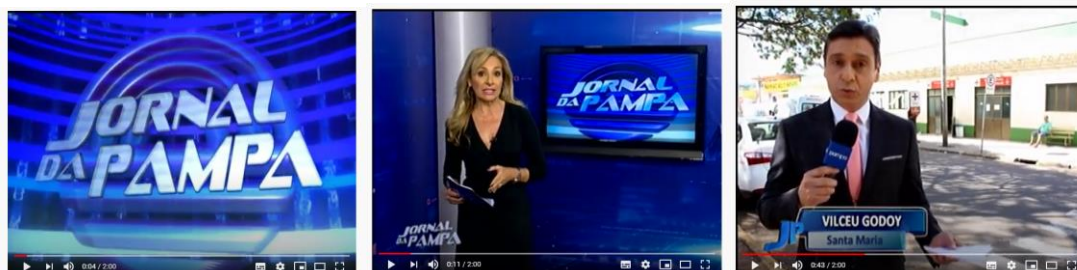 JORNAL
DA PAMPA
0:04 / 2:00
JORNAL
DA PAMPA
JORNAL
DA PAMPA
0:11 / 2:00
pampa
VILCEU GODOY
Santa Maria
0:43 / 2:00